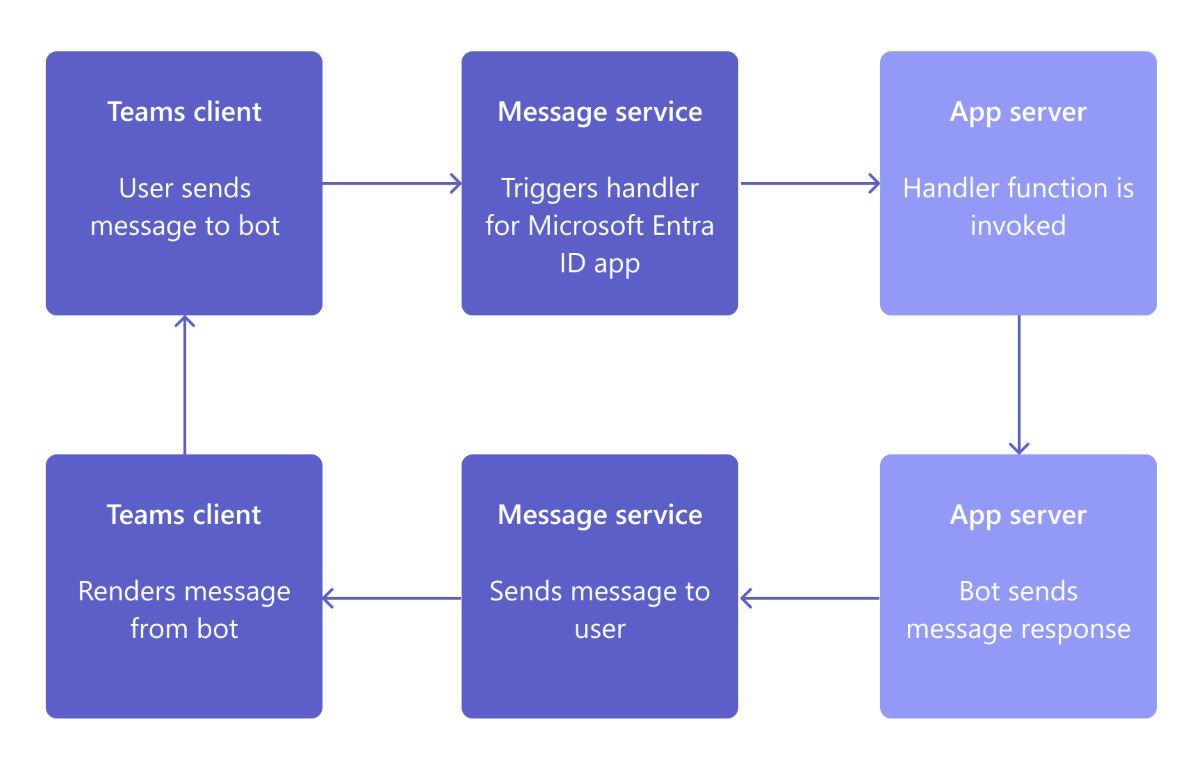 Teams client
User sends
message to bot
Message service
Triggers handler
for Microsoft Entra
ID app
App server
Handler function is
invoked
Teams client
Renders message
from bot
Message service
Sends message to
user
App server
Bot sends
message response